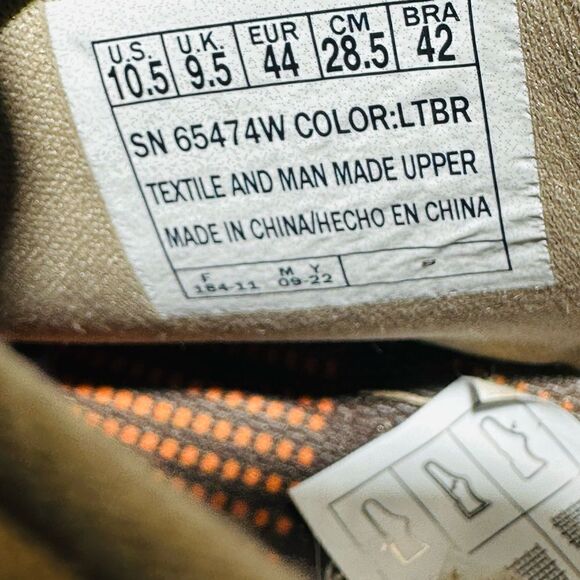 U.S. U.K. EUR CM BRA
10.5 9.5 44 28.5 42
SN 65474W COLOR:LTBR
TEXTILE AND MAN MADE UPPER
MADE IN CHINA/HECHO EN CHINA
F M Y
184-11 09-22 P